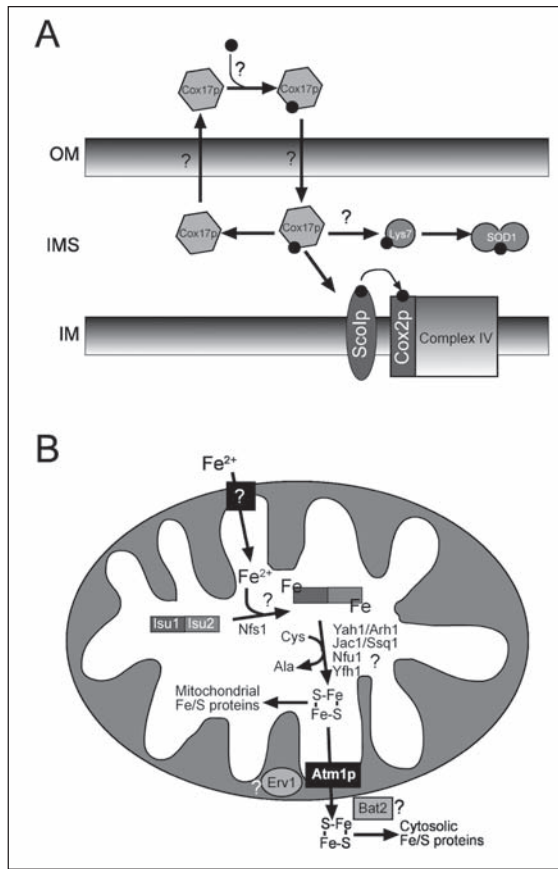 A
?
Cox17p
Cox17p
OM
?
?
IMS
Cox17p
Cox17p
?
Lys7
SOD1
IM
ScoIp
Cox2p
Complex IV
B
Fe2+
?
Fe2+
?
Fe
Fe
Isu1 Isu2
Nfs1
Cys
Ala
Yah1/Arh1
Jac1/Ssq1
Nfu1
Yfh1
?
Mitochondrial
Fe/S proteins
S-Fe
Fe-S
? Erv1
Atm1p
Bat2 ?
S-Fe
Fe-S
Cytosolic
Fe/S proteins